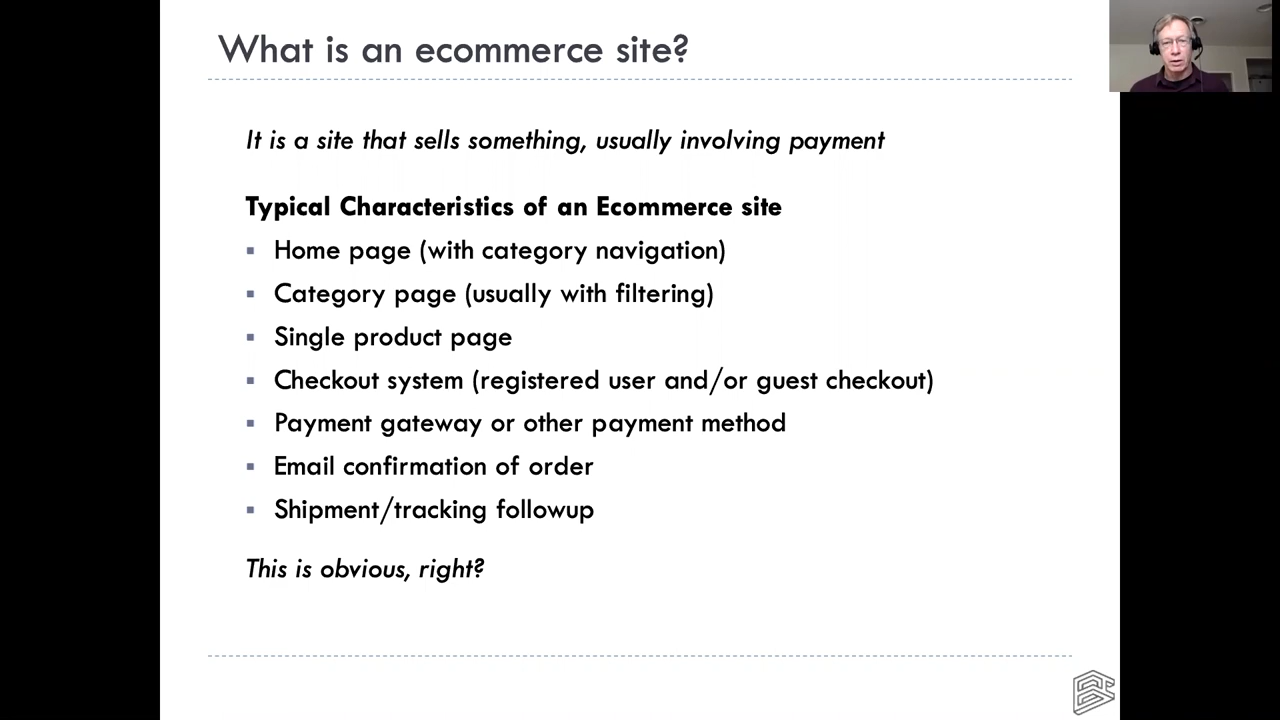 What is an ecommerce site?
It is a site that sells something, usually involving payment
Typical Characteristics of an Ecommerce site
▪ Home page (with category navigation)
▪ Category page (usually with filtering)
▪ Single product page
▪ Checkout system (registered user and/or guest checkout)
▪ Payment gateway or other payment method
▪ Email confirmation of order
▪ Shipment/tracking followup
This is obvious, right?